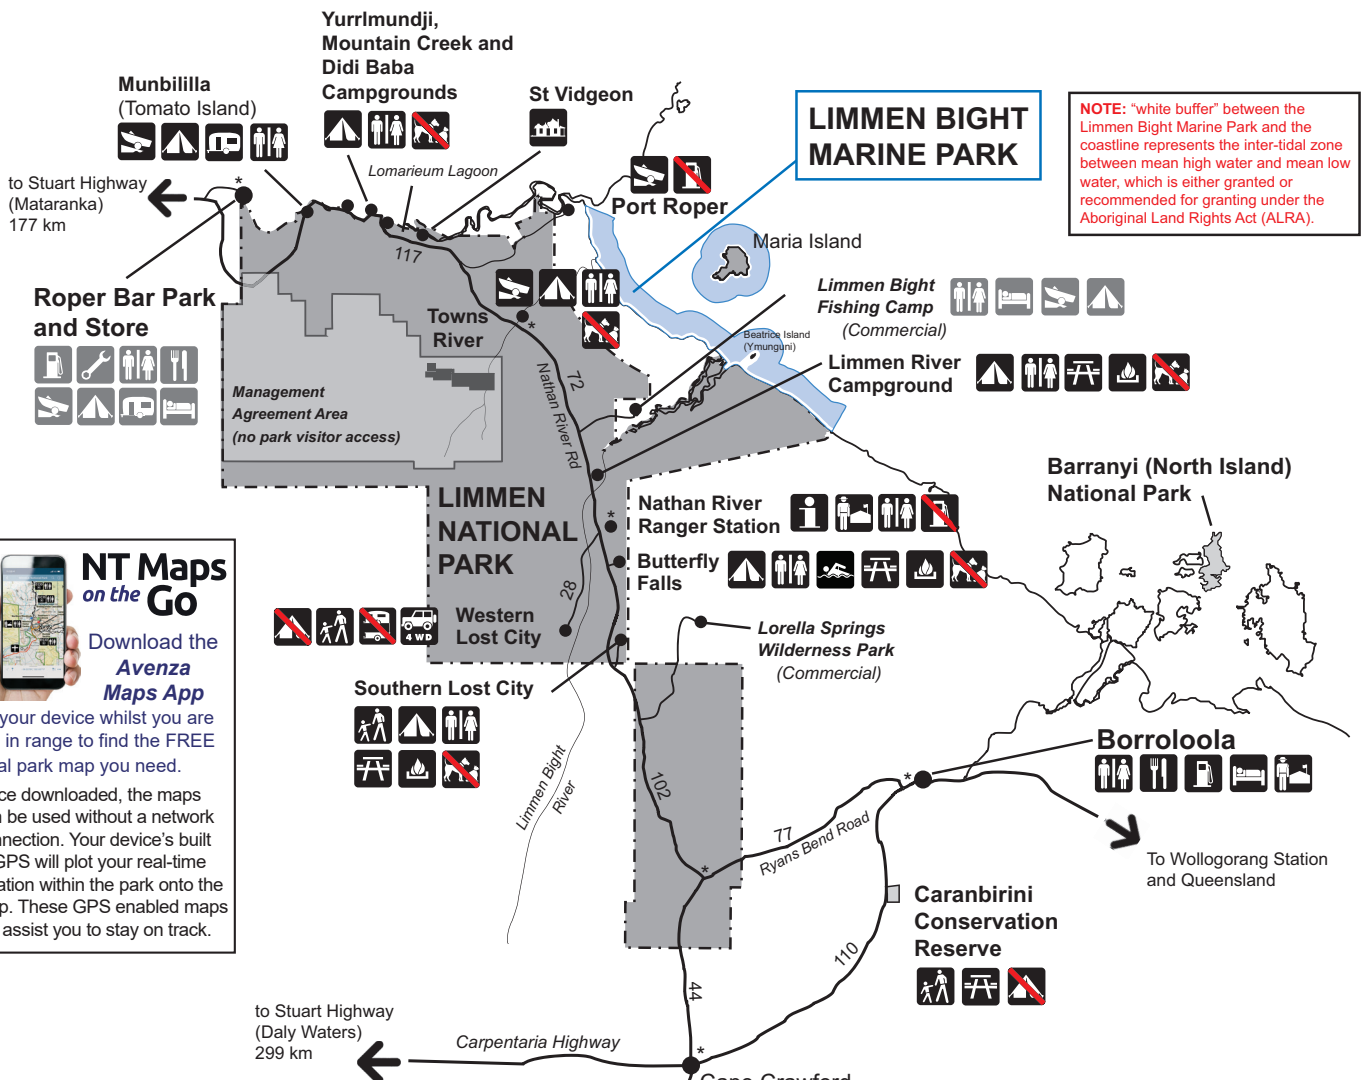 Yurrlmundji,
Mountain Creek and
Didi Baba
Campgrounds
Munbililla
(Tomato Island)
St Vidgeon
LIMMEN BIGHT
MARINE PARK
NOTE: “white buffer” between the
Limmen Bight Marine Park and the
coastline represents the inter-tidal zone
between mean high water and mean low
water, which is either granted or
recommended for granting under the
Aboriginal Land Rights Act (ALRA).
Lomarieum Lagoon
to Stuart Highway
(Mataranka)
177 km
*
Port Roper
117
Maria Island
Roper Bar Park
and Store
Limmen Bight
Fishing Camp
(Commercial)
Towns
River
*
Beatrice Island
(Ymunguni)
Limmen River
Campground
72
Nathan River Rd
Management
Agreement Area
(no park visitor access)
Barranyi (North Island)
National Park
LIMMEN
NATIONAL
PARK
*
Nathan River
Ranger Station
Butterfly
Falls
NT Maps
on the Go
Download the
Avenza
Maps App
your device whilst you are
in range to find the FREE
al park map you need.
ce downloaded, the maps
n be used without a network
nnection. Your device’s built
GPS will plot your real-time
ation within the park onto the
p. These GPS enabled maps
assist you to stay on track.
28
4WD
Western
Lost City
Lorella Springs
Wilderness Park
(Commercial)
Southern Lost City
Limmen Bight
River
102
Borroloola
*
77
Ryans Bend Road
*
To Wollogorang Station
and Queensland
Caranbirini
Conservation
Reserve
110
44
to Stuart Highway
(Daly Waters)
299 km
Carpentaria Highway
*
Cape Crawford